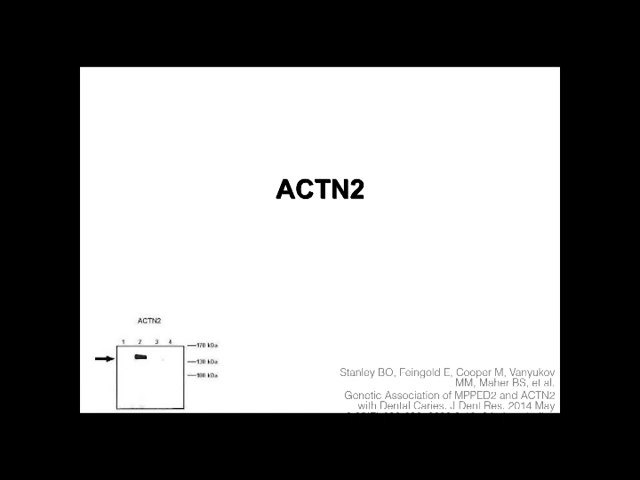 ACTN2
ACTN2
1 2 3 4
170 kDa
130 kDa
100 kDa
Stanley BO, Feingold E, Cooper M, Vanyukov
MM, Maher BS, et al.
Genetic Association of MPPED2 and ACTN2
with Dental Caries. J Dent Res. 2014 May